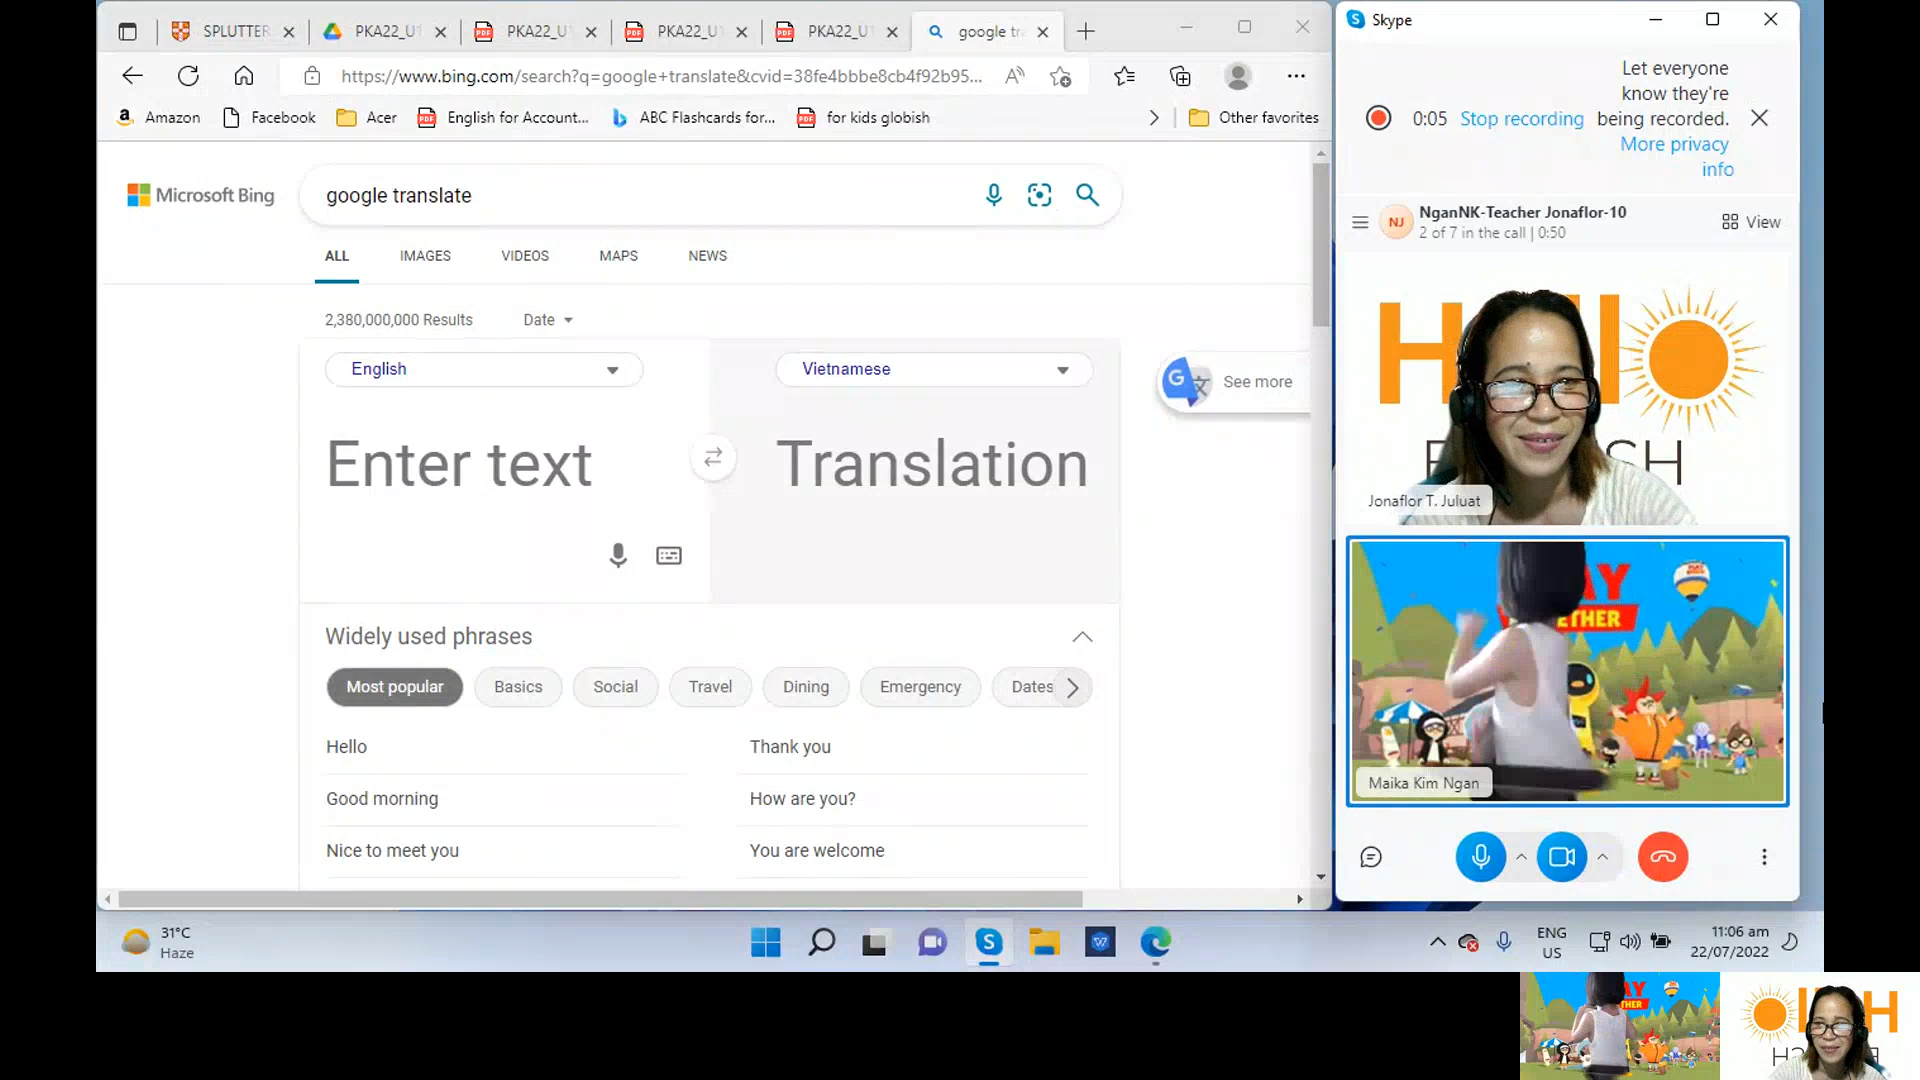 SPLUTTER
PKA22_U
PKA22_U
PKA22_U
PKA22_U
google tr
https://www.bing.com/search?q=google+translate&cvid=38fe4bbbe8cb4f92b95...
Amazon
Facebook
Acer
English for Account...
ABC Flashcards for...
for kids globish
Other favorites
Microsoft Bing
google translate
ALL
IMAGES
VIDEOS
MAPS
NEWS
2,380,000,000 Results
Date
English
Vietnamese
See more
Enter text
Translation
Widely used phrases
Most popular
Basics
Social
Travel
Dining
Emergency
Dates
Hello
Thank you
Good morning
How are you?
Nice to meet you
You are welcome
Skype
Let everyone
know they're
0:05 Stop recording being recorded.
More privacy
info
NJ
NganNK-Teacher Jonaflor-10
2 of 7 in the call | 0:50
View
Jonaflor T. Juluat
Maika Kim Ngan
31°C
Haze
ENG
US
11:06 am
22/07/2022